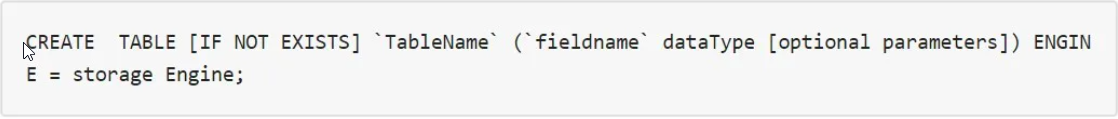 CREATE  TABLE [IF NOT EXISTS] `TableName` (`fieldname` dataType [optional parameters]) ENGIN
E = storage Engine;